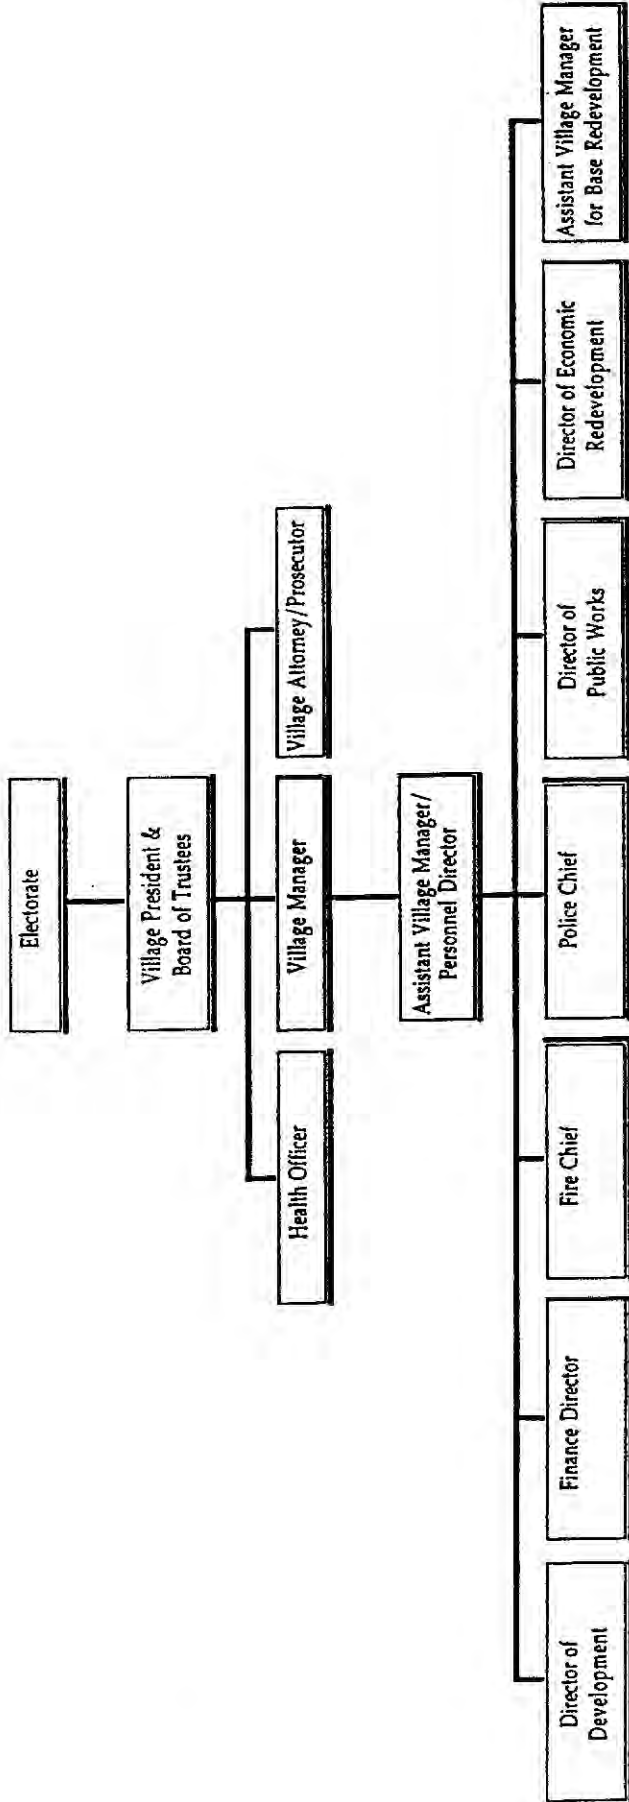 Electorate
Village President &
Board of Trustees
Health Officer
Village Manager
Village Attorney/Prosecutor
Assistant Village Manager/
Personnel Director
Director of
Development
Finance Director
Fire Chief
Police Chief
Director of
Public Works
Director of Economic
Redevelopment
Assistant Village Manager
for Base Redevelopment